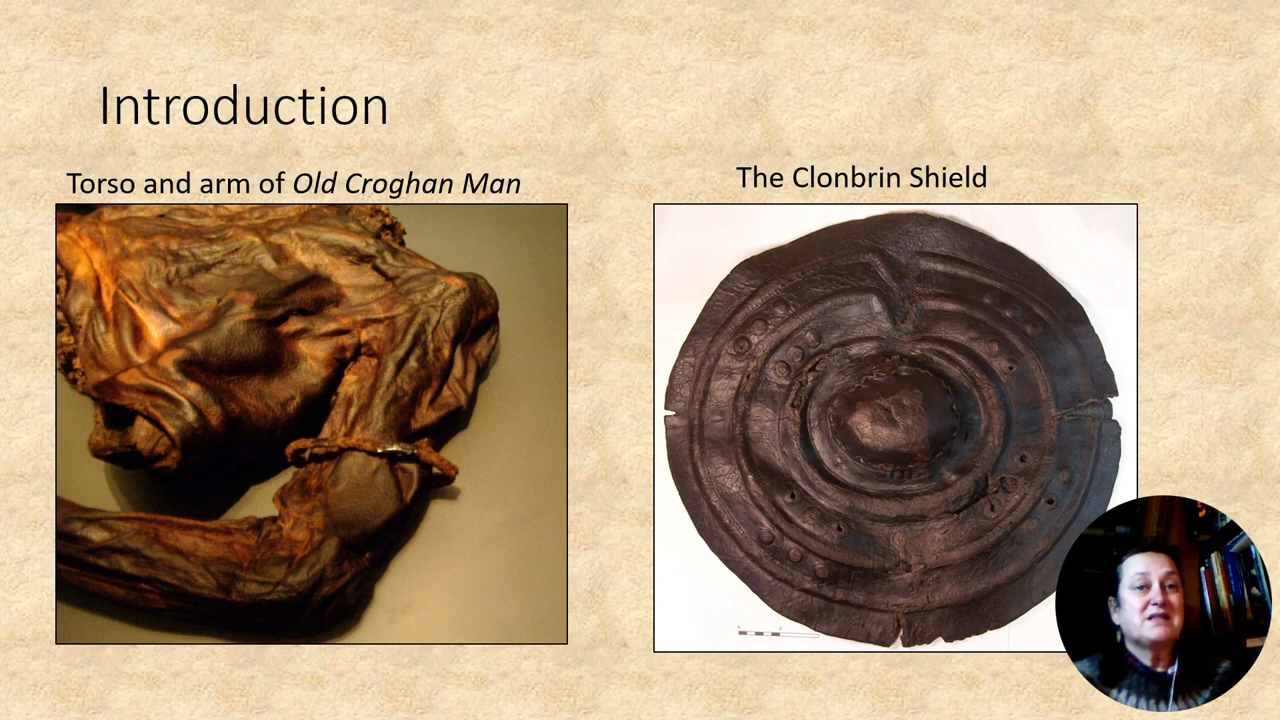 Introduction
Torso and arm of Old Croghan Man
The Clonbrin Shield